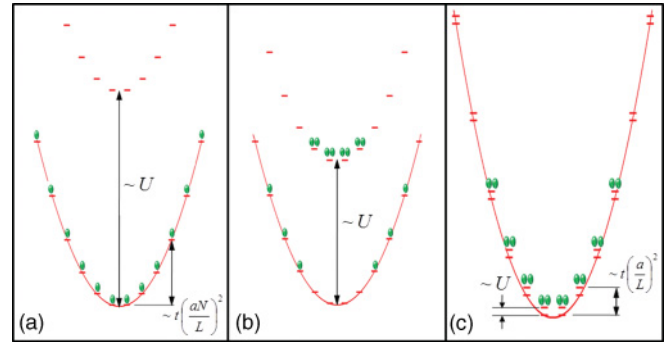 ~ U
(a)
~ t(aN/L)²
~ U
(b)
~ U
~ t(a/L)²
(c)